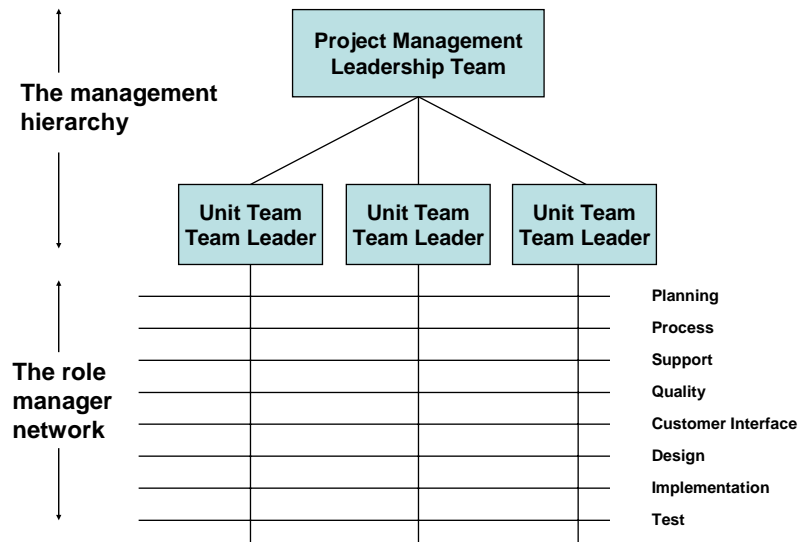 Project Management
Leadership Team
The management
hierarchy
Unit Team
Team Leader
Unit Team
Team Leader
Unit Team
Team Leader
The role
manager
network
Planning
Process
Support
Quality
Customer Interface
Design
Implementation
Test